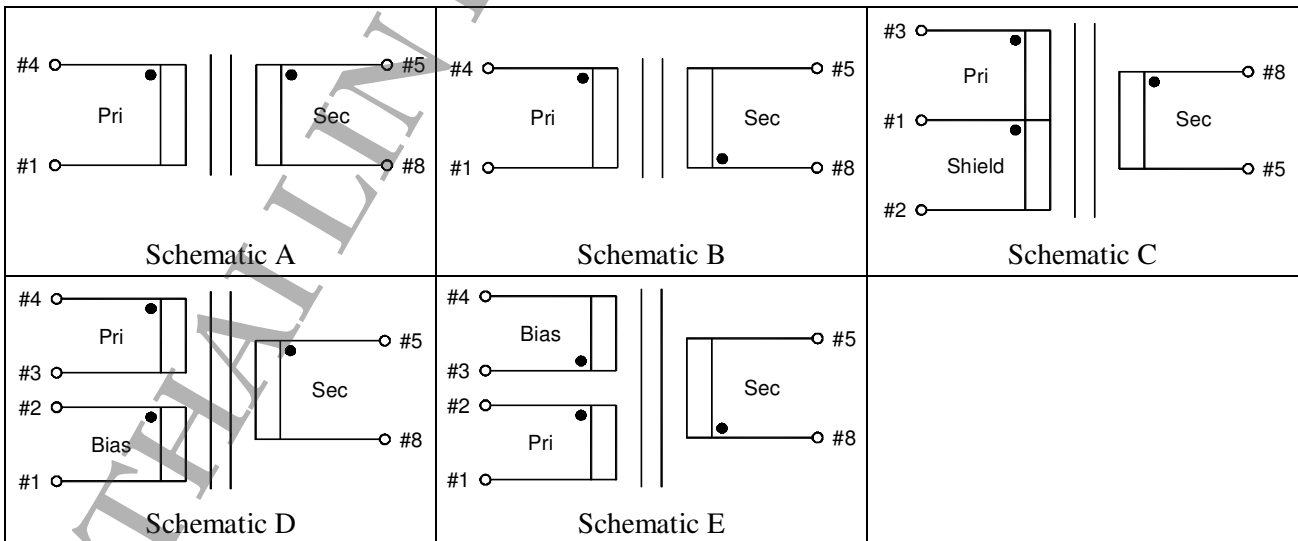 #4
Pri
#1
#5
Sec
#8
Schematic A
#4
Pri
#1
#5
Sec
#8
Schematic B
#3
Pri
#1
Shield
#2
#8
Sec
#5
Schematic C
#4
Pri
#3
#2
Bias
#1
#5
Sec
#8
Schematic D
#4
Bias
#3
#2
Pri
#1
#5
Sec
#8
Schematic E
THAI LIN